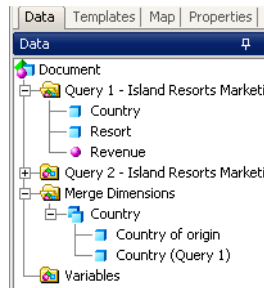 Data Templates Map Properties
Data
Document
Query 1 - Island Resorts Marketi
Country
Resort
Revenue
Query 2 - Island Resorts Marketi
Merge Dimensions
Country
Country of origin
Country (Query 1)
Variables